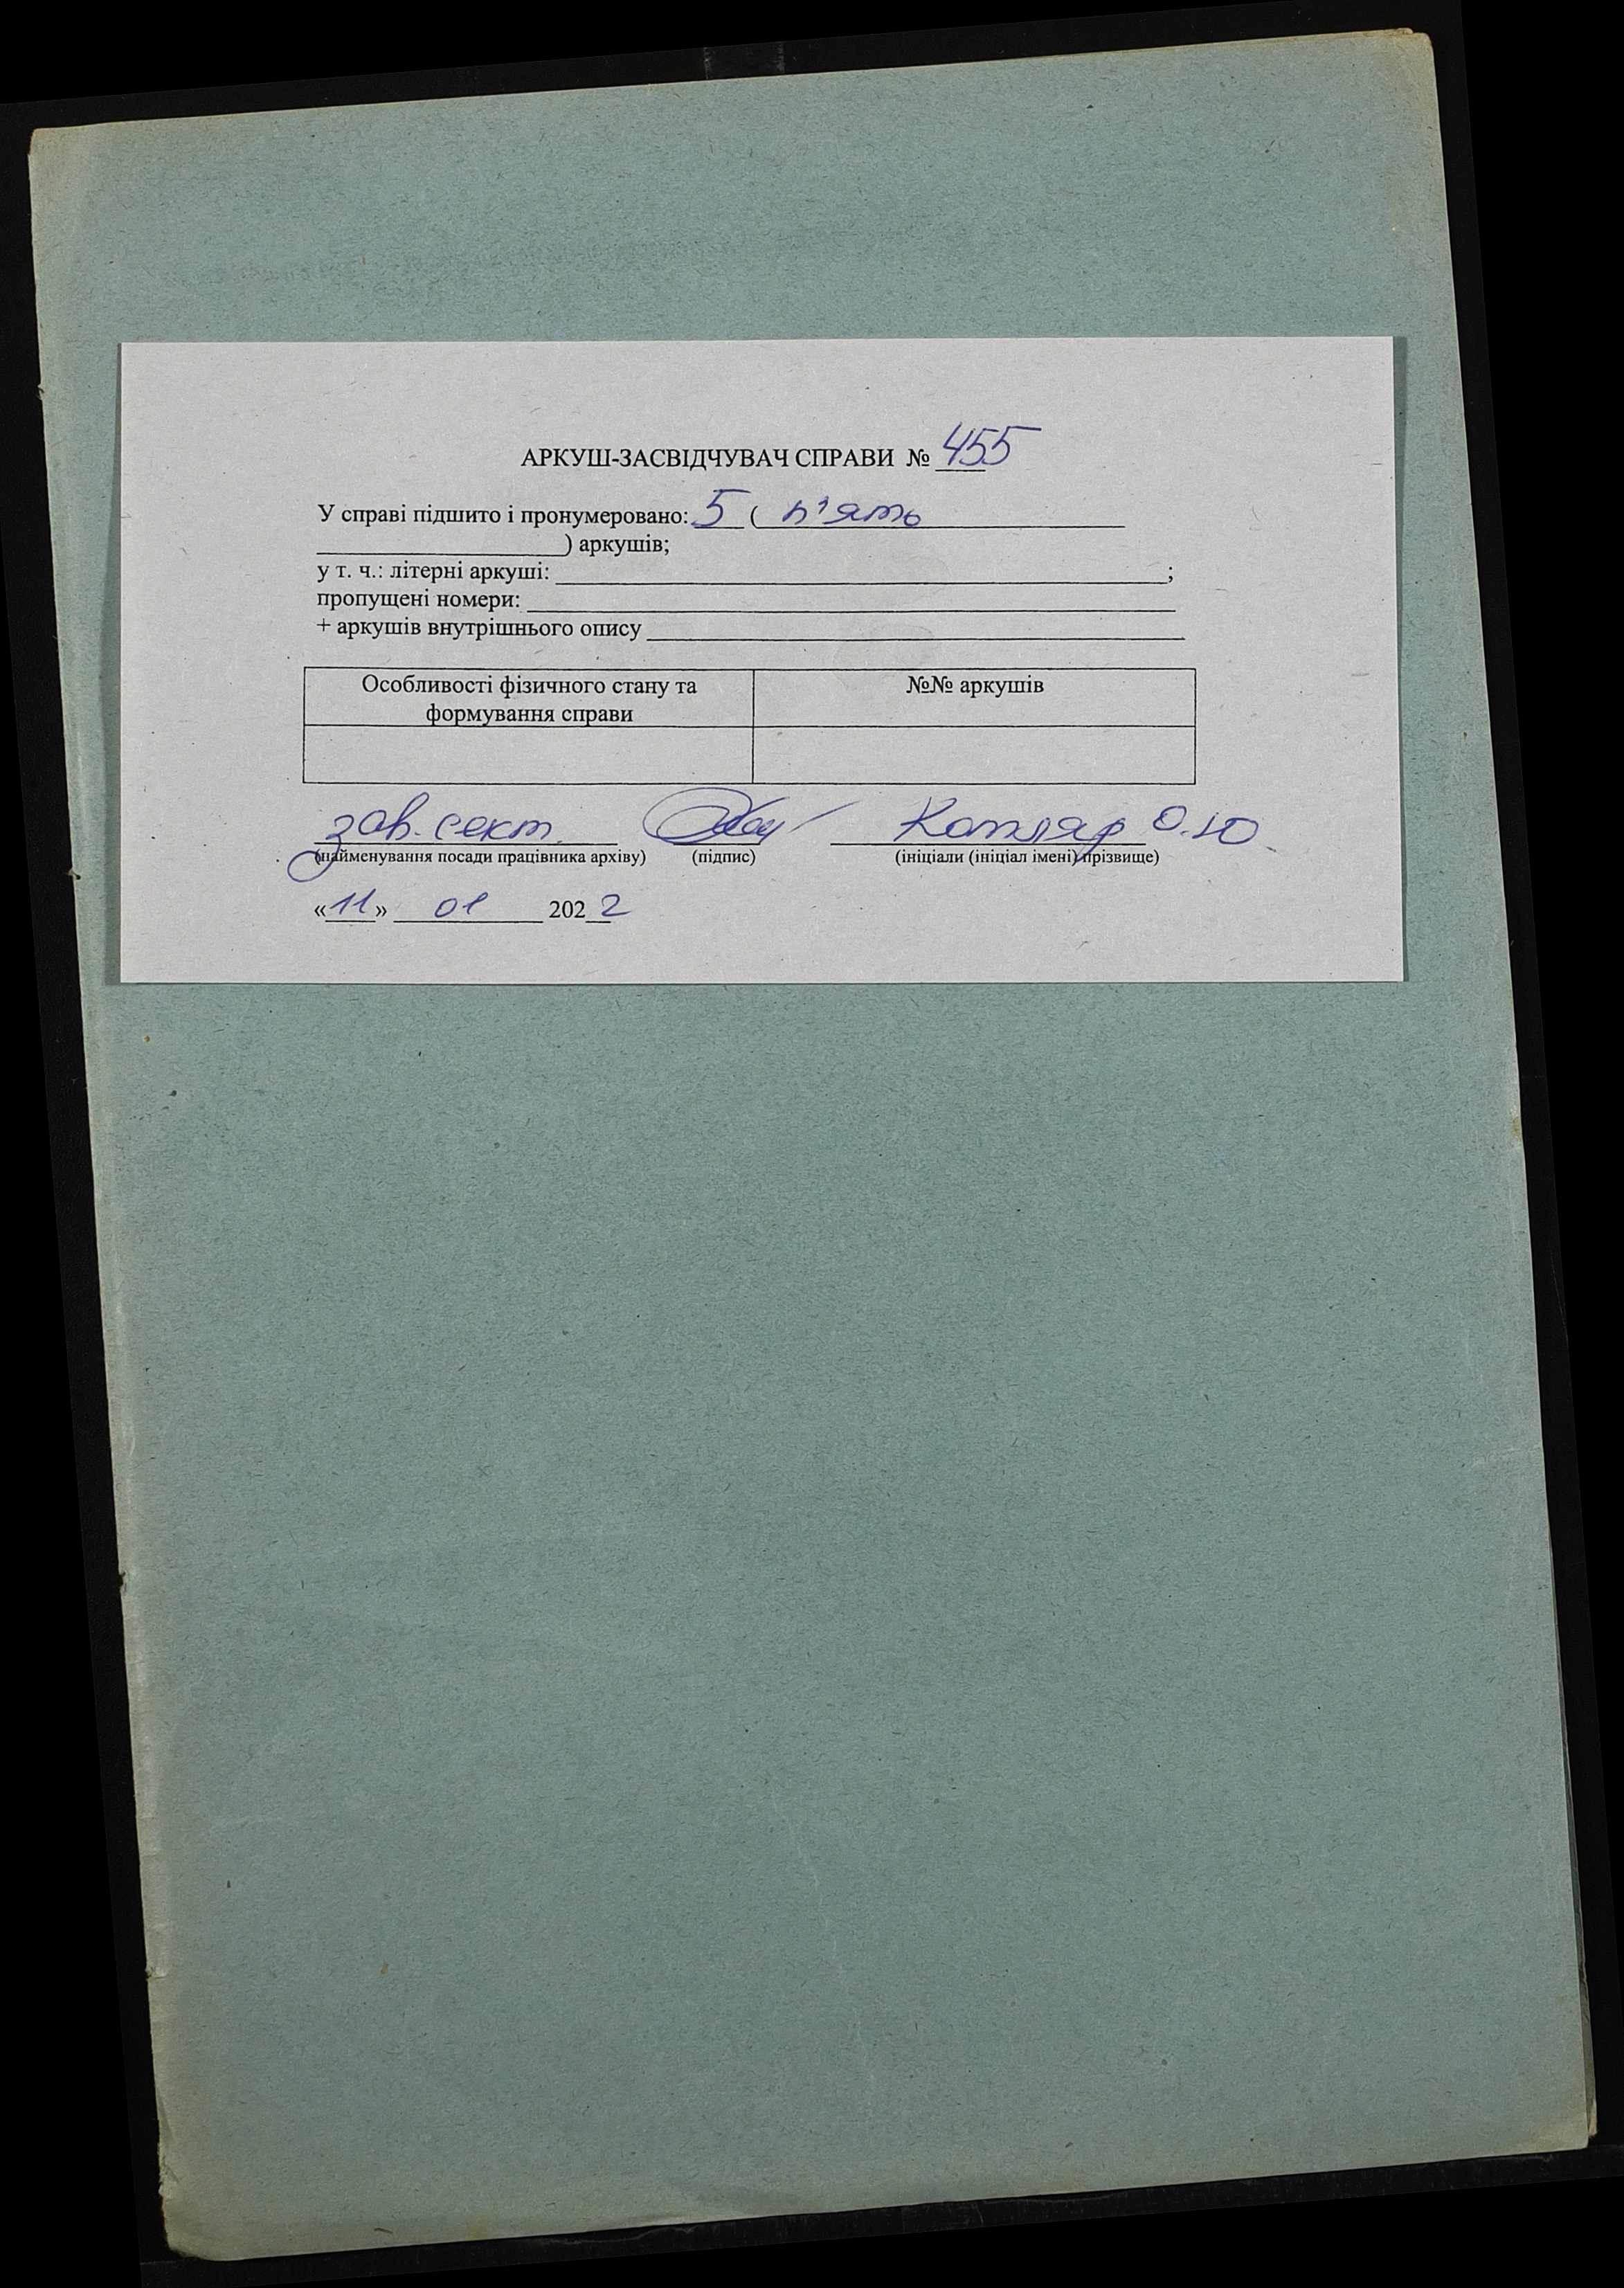 АРКУШ-ЗАСВІДЧУВАЧ СПРАВИ № 455
У справі підшито і пронумеровано: 5 ( п'ять
) аркушів;
у т. ч.: літерні аркуші: ;
пропущені номери:
+ аркушів внутрішнього опису
Особливості фізичного стану та формування справи
№№ аркушів
зав. сект. Котляр О.Ю.
(найменування посади працівника архіву) (підпис) (ініціали (ініціал імені) прізвище)
«11» 01 2022